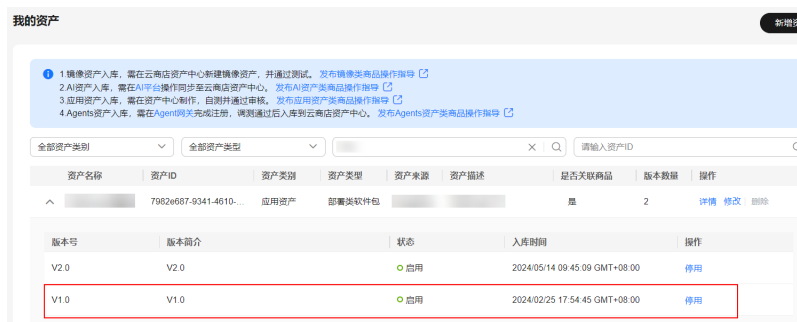 我的资产
新增资
1.镜像资产入库，需在云商店资产中心新建镜像资产，并通过测试。 发布镜像类商品操作指导
2.AI资产入库，需在AI平台操作同步至云商店资产中心。 发布AI资产类商品操作指导
3.应用资产入库，需在资产中心制作，自测并通过审核。 发布应用资产类商品操作指导
4.Agents资产入库，需在Agent网关完成注册，调测通过后入库到云商店资产中心。 发布Agents资产类商品操作指导
全部资产类别 全部资产类型 请输入资产ID
资产名称 资产ID 资产类别 资产类型 资产来源 资产描述 是否关联商品 版本数量 操作
7982e687-9341-4610-... 应用资产 部署类软件包 是 2 详情 修改 删除
版本号 版本简介 状态 入库时间 操作
V2.0 V2.0 启用 2024/05/14 09:45:09 GMT+08:00 停用
V1.0 V1.0 启用 2024/02/25 17:54:45 GMT+08:00 停用